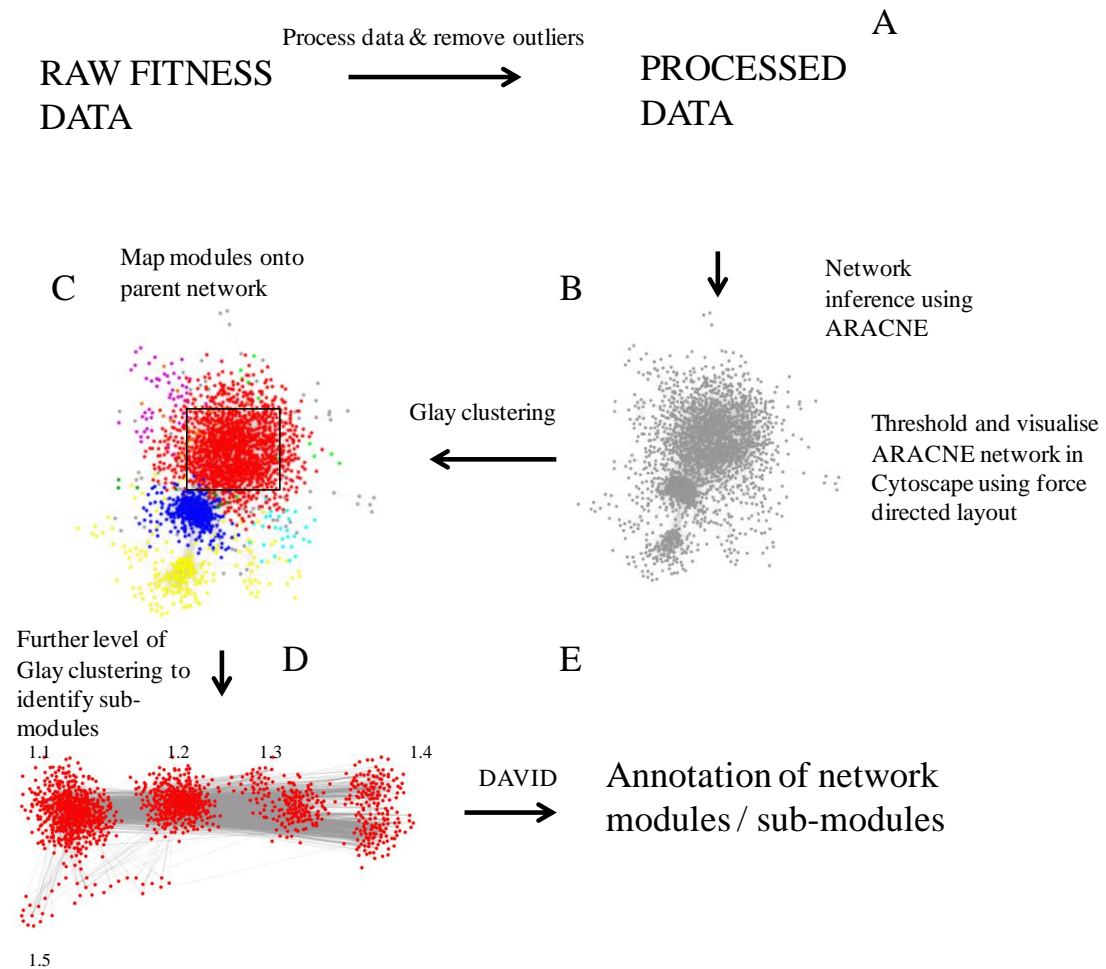 A
Process data & remove outliers
RAW FITNESS
DATA
PROCESSED
DATA
Map modules onto
parent network
C
B
Network
inference using
ARACNE
Glay clustering
Threshold and visualise
ARACNE network in
Cytoscape using force
directed layout
Further level of
Glay clustering to
identify sub-
modules
D
E
1.1
1.2
1.3
1.4
DAVID
Annotation of network
modules / sub-modules
1.5